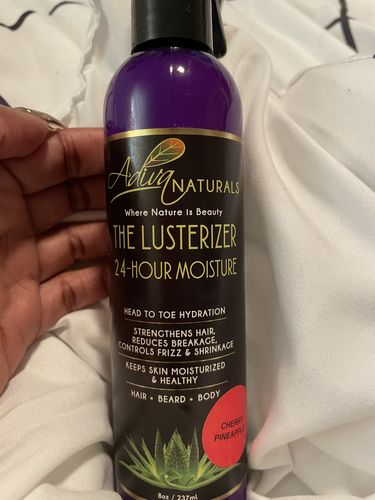 Adiva NATURALS
Where Nature is Beauty
THE LUSTERIZER
24-HOUR MOISTURE
HEAD TO TOE HYDRATION
STRENGTHENS HAIR,
REDUCES BREAKAGE,
CONTROLS FRIZZ & SHRINKAGE
KEEPS SKIN MOISTURIZED
& HEALTHY
HAIR • BEARD • BODY
CHERRY
PINEAPPLE
8oz / 237mL